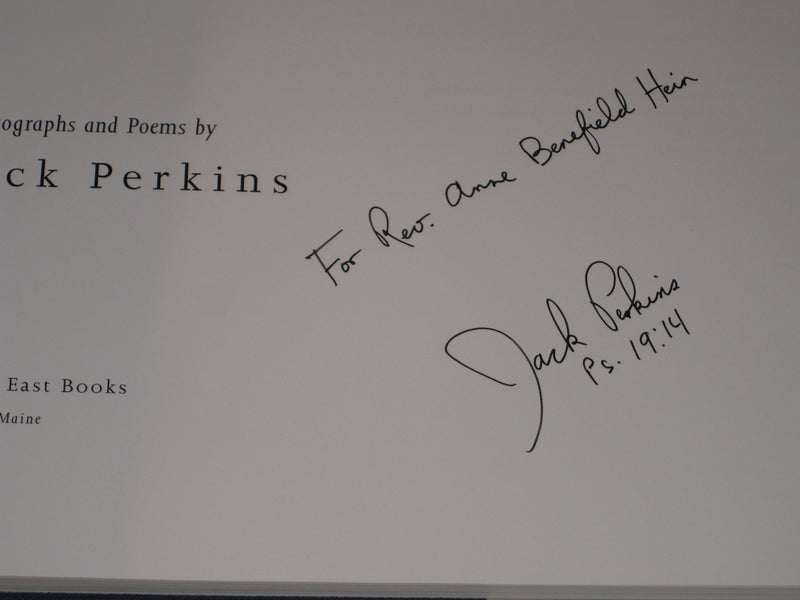 ographs and Poems by
ck Perkins
For Rev. Anne Benefield Hein
Jack Perkins
Ps. 19:14
East Books
Maine